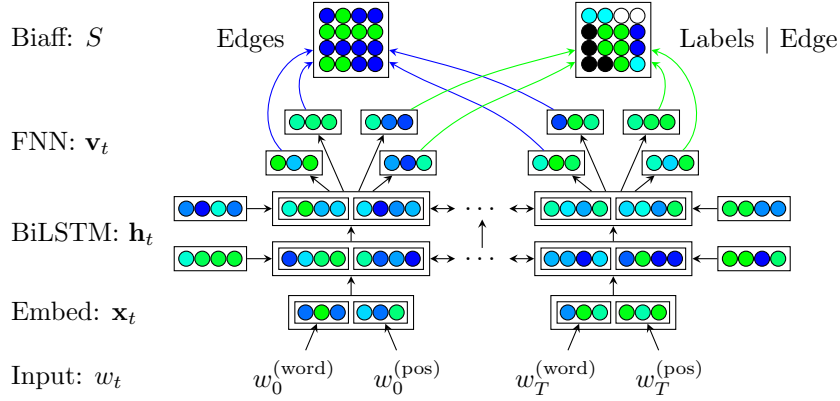 Biaff: S
Edges
Labels | Edge
FNN: v_t
BiLSTM: h_t
· · ·
· · ·
Embed: x_t
Input: w_t
w_0^(word) w_0^(pos) w_T^(word) w_T^(pos)